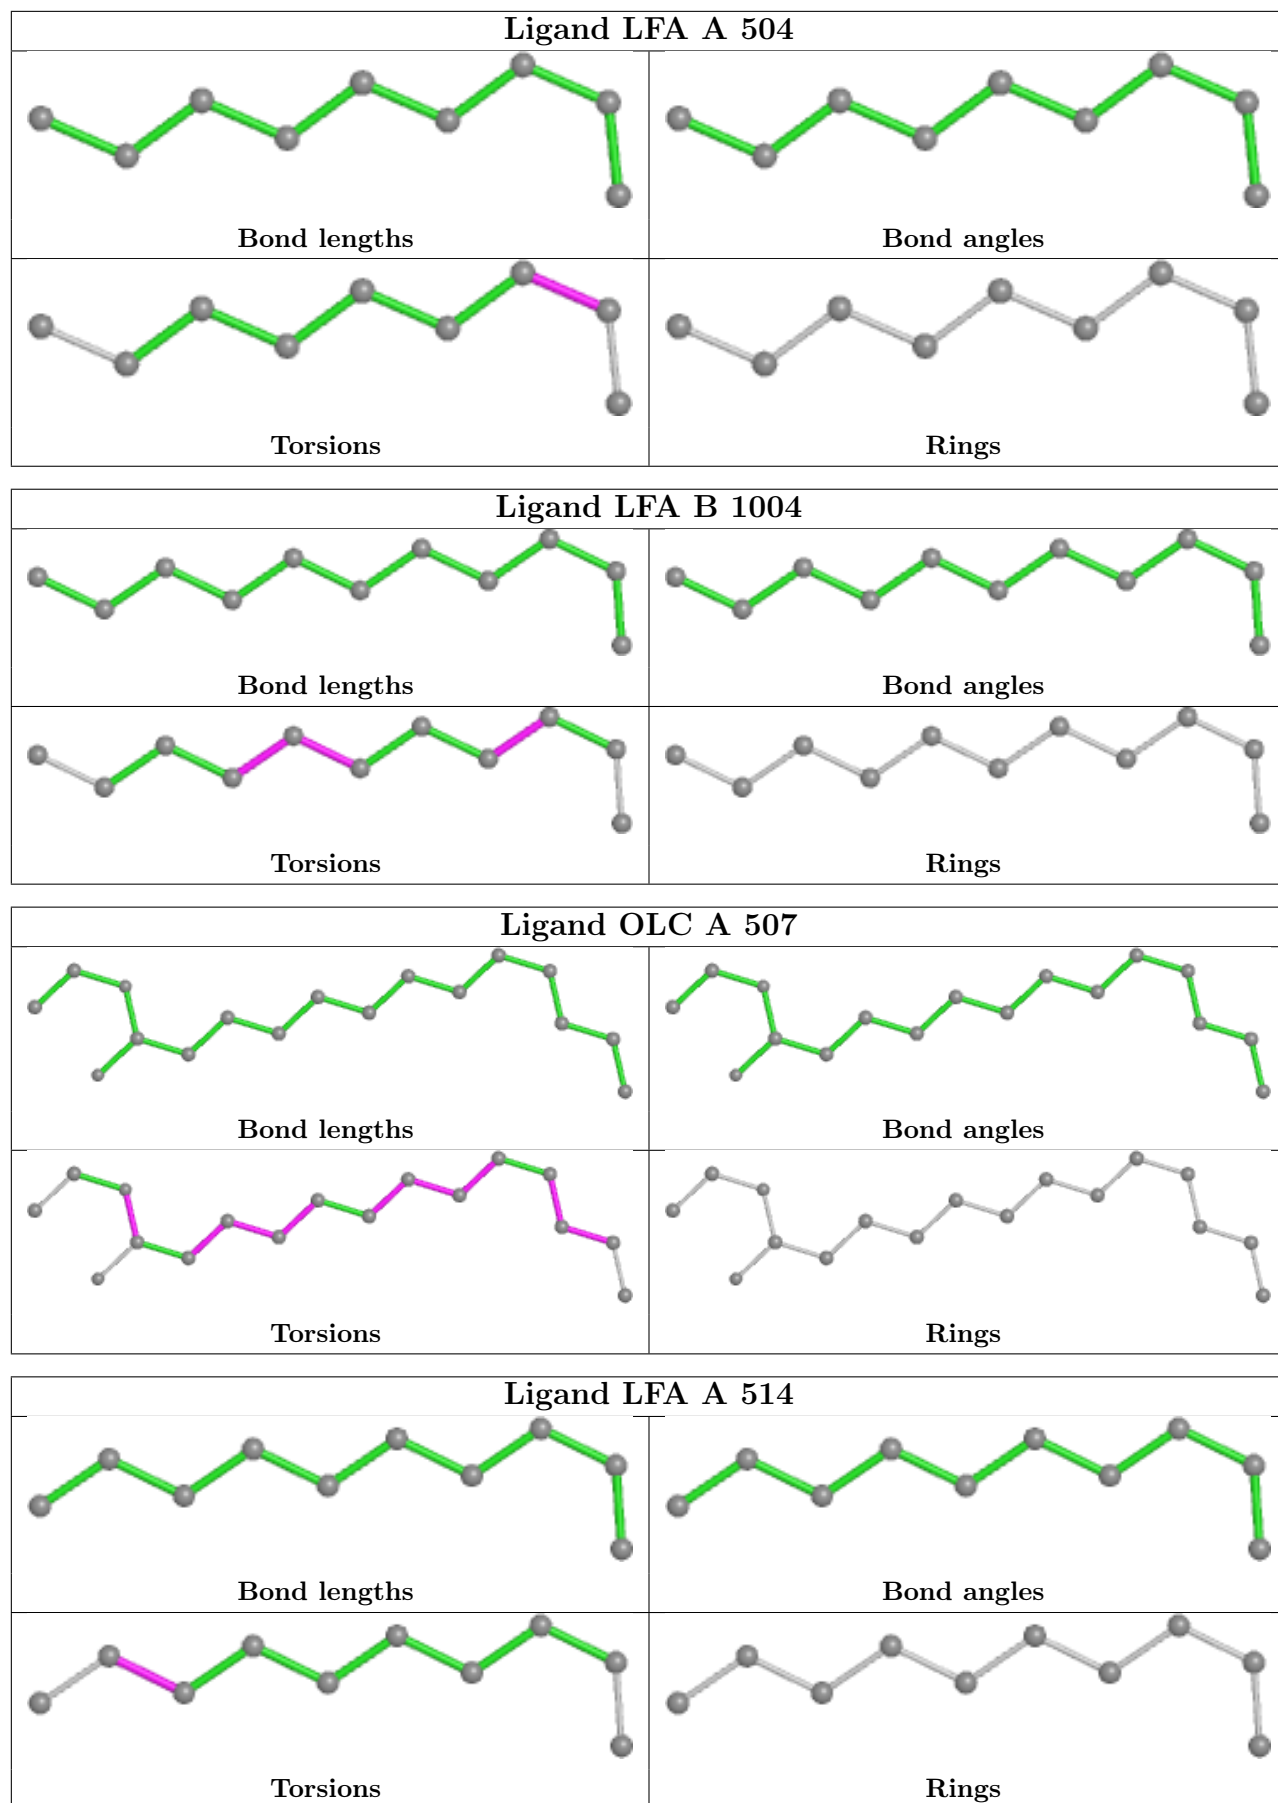 Ligand LFA A 504
Bond lengths
Bond angles
Torsions
Rings
Ligand LFA B 1004
Bond lengths
Bond angles
Torsions
Rings
Ligand OLC A 507
Bond lengths
Bond angles
Torsions
Rings
Ligand LFA A 514
Bond lengths
Bond angles
Torsions
Rings